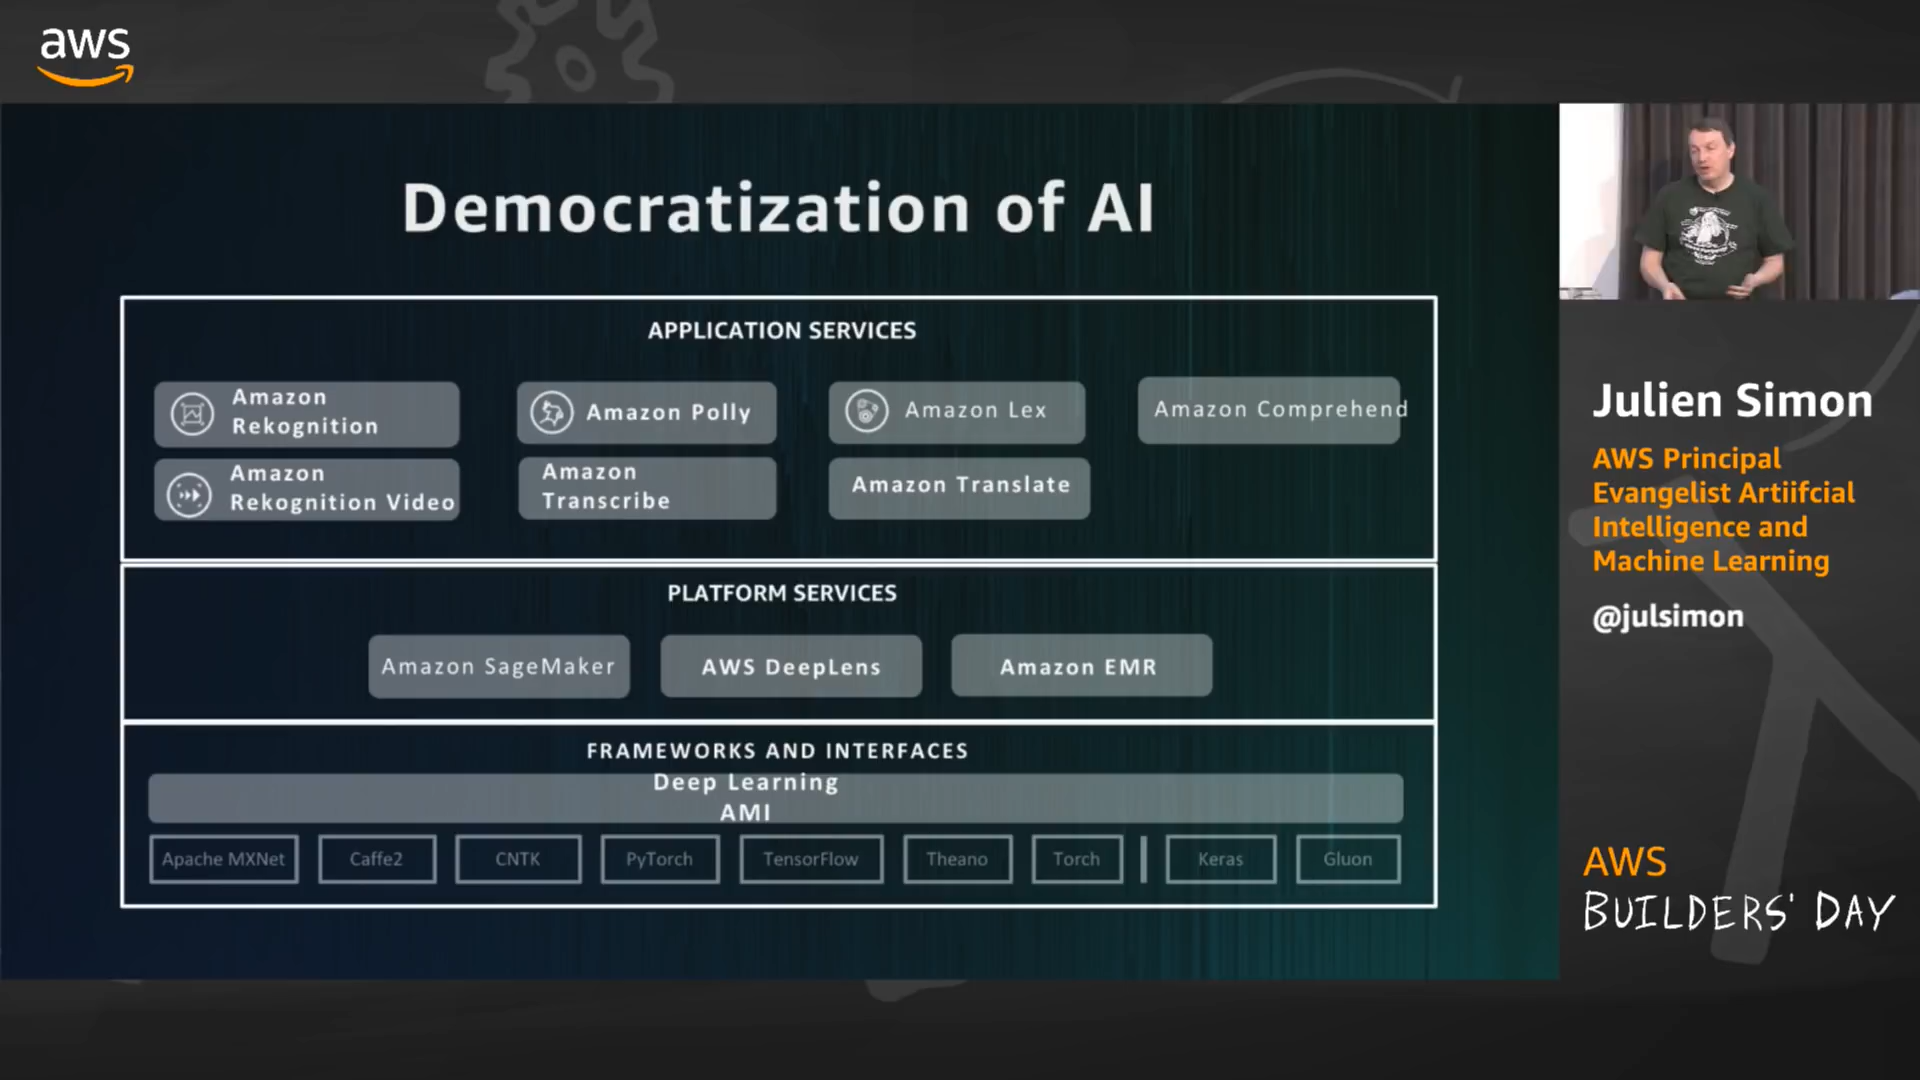 aws
Democratization of AI
APPLICATION SERVICES
Amazon
Rekognition
Amazon Polly
Amazon Lex
Amazon Comprehend
Amazon
Rekognition Video
Amazon
Transcribe
Amazon Translate
PLATFORM SERVICES
Amazon SageMaker
AWS DeepLens
Amazon EMR
FRAMEWORKS AND INTERFACES
Deep Learning
AMI
Apache MXNet
Caffe2
CNTK
PyTorch
TensorFlow
Theano
Torch
Keras
Gluon
Julien Simon
AWS Principal
Evangelist Artiifcial
Intelligence and
Machine Learning
@julsimon
AWS
BUILDERS' DAY